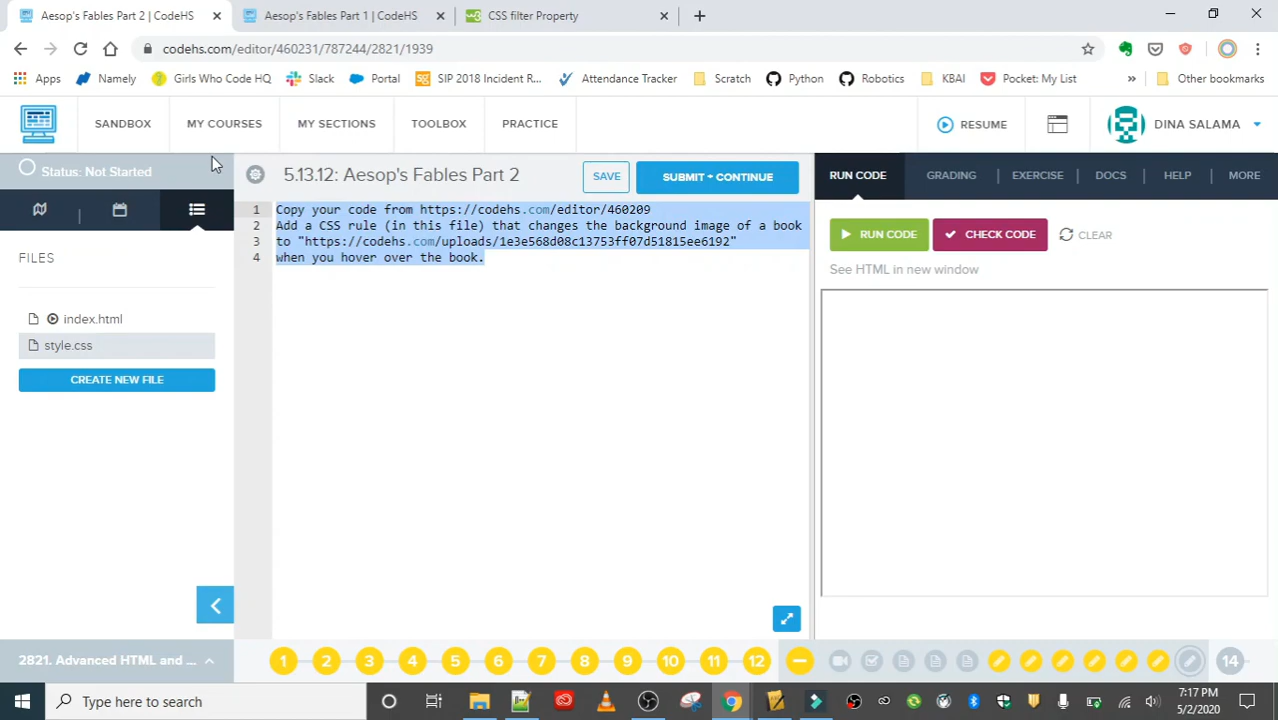 Aesop's Fables Part 2 | CodeHS
Aesop's Fables Part 1 | CodeHS
CSS filter Property
codehs.com/editor/460231/787244/2821/1939
Apps
Namely
Girls Who Code HQ
Slack
Portal
SIP 2018 Incident R...
Attendance Tracker
Scratch
Python
Robotics
KBAI
Pocket: My List
»
Other bookmarks
SANDBOX
MY COURSES
MY SECTIONS
TOOLBOX
PRACTICE
RESUME
DINA SALAMA
Status: Not Started
5.13.12: Aesop's Fables Part 2
SAVE
SUBMIT + CONTINUE
RUN CODE
GRADING
EXERCISE
DOCS
HELP
MORE
FILES
index.html
style.css
CREATE NEW FILE
1 Copy your code from https://codehs.com/editor/460209
2 Add a CSS rule (in this file) that changes the background image of a book
3 to "https://codehs.com/uploads/1e3e568d08c13753ff07d51815ee6192"
4 when you hover over the book.
RUN CODE
CHECK CODE
CLEAR
See HTML in new window
2821. Advanced HTML and ...
1 2 3 4 5 6 7 8 9 10 11 12 14
Type here to search
7:17 PM
5/2/2020